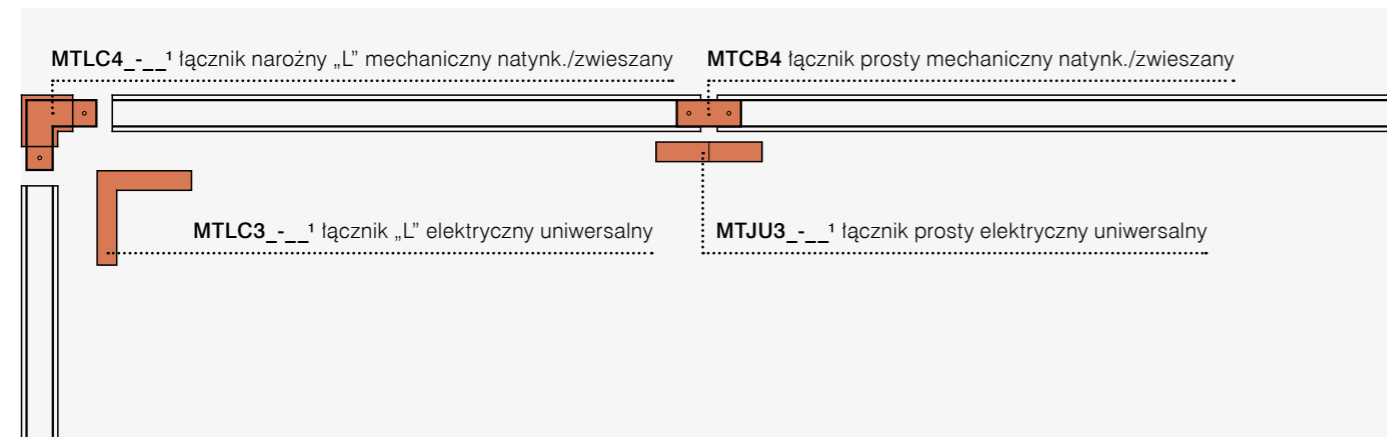 MTLC4_-__¹ łącznik narożny „L” mechaniczny natynk./zwieszany
MTCB4 łącznik prosty mechaniczny natynk./zwieszany
MTLC3_-__¹ łącznik „L” elektryczny uniwersalny
MTJU3_-__¹ łącznik prosty elektryczny uniwersalny